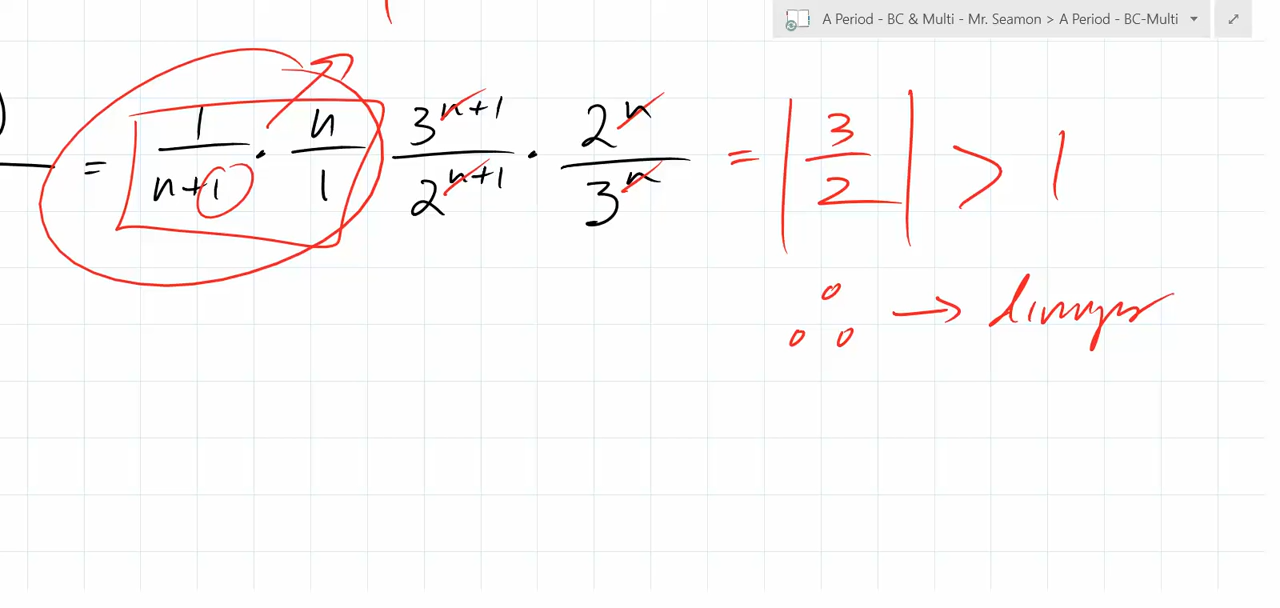 A Period - BC & Multi - Mr. Seamon > A Period - BC-Multi
) = 1/(n+1) · n/1 3^(n+1)/2^(n+1) · 2^n/3^n = |3/2| > 1
∴ →